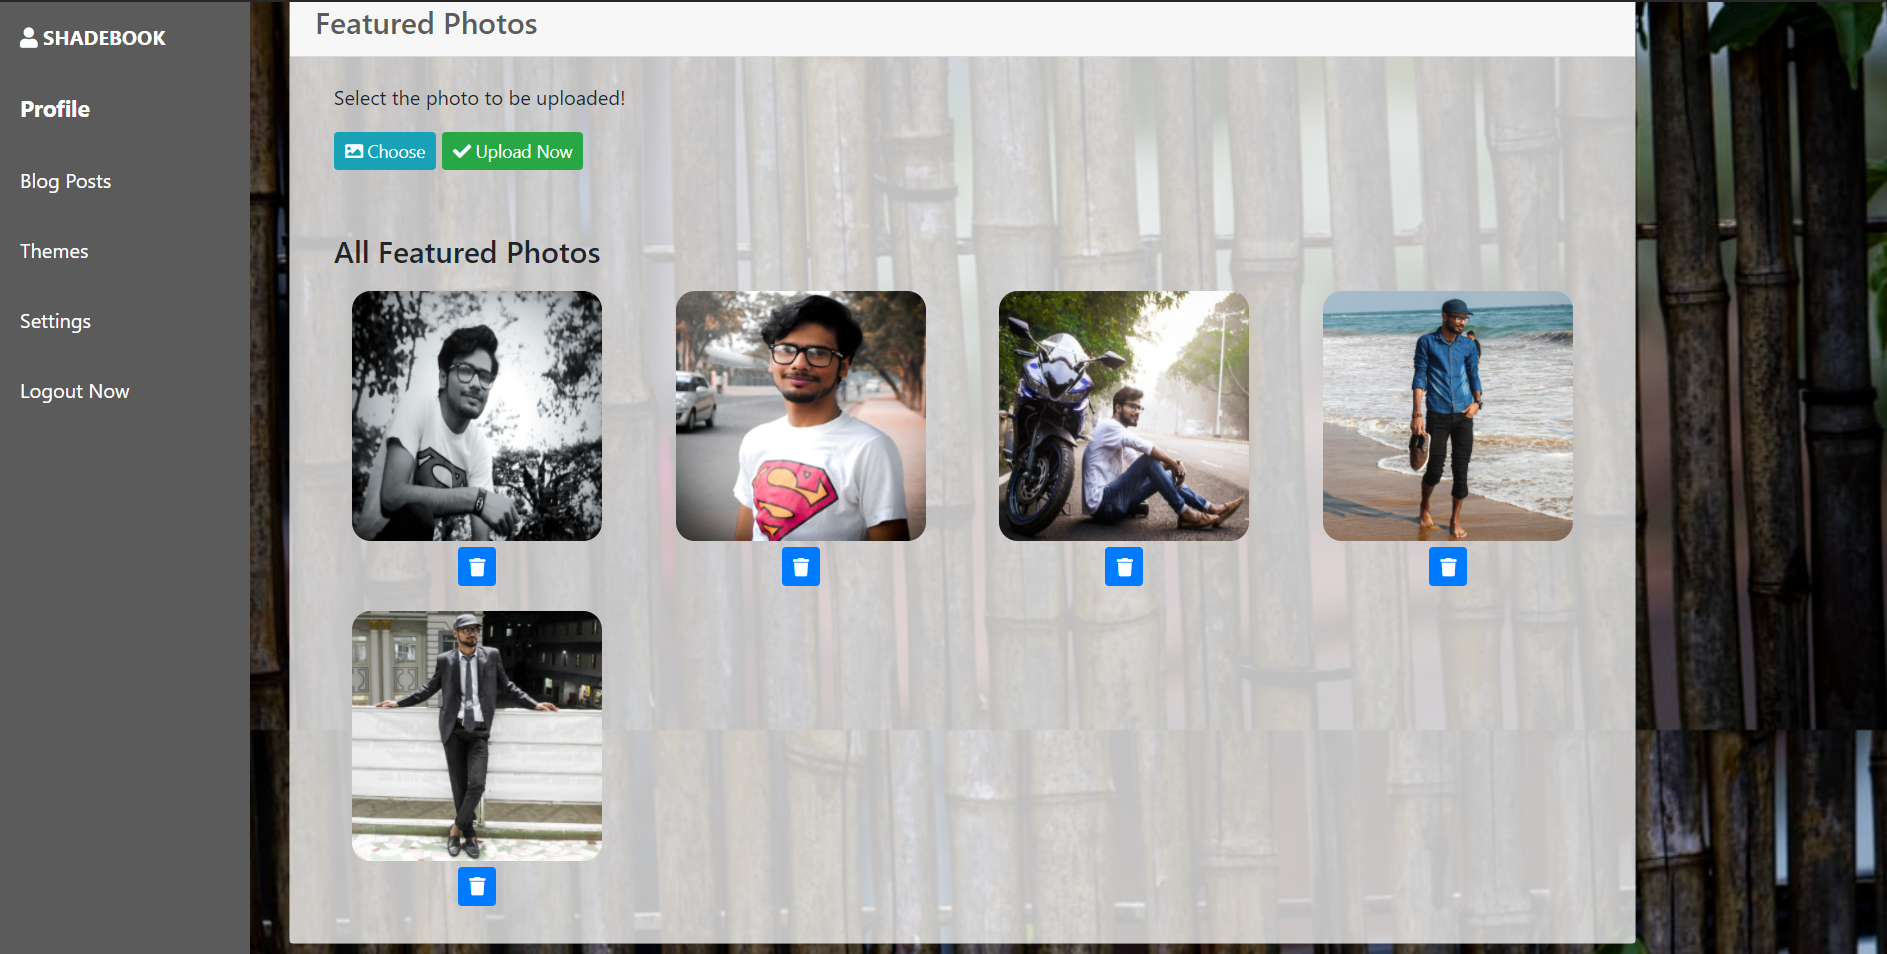 SHADEBOOK
Profile
Blog Posts
Themes
Settings
Logout Now
Featured Photos
Select the photo to be uploaded!
Choose
Upload Now
All Featured Photos